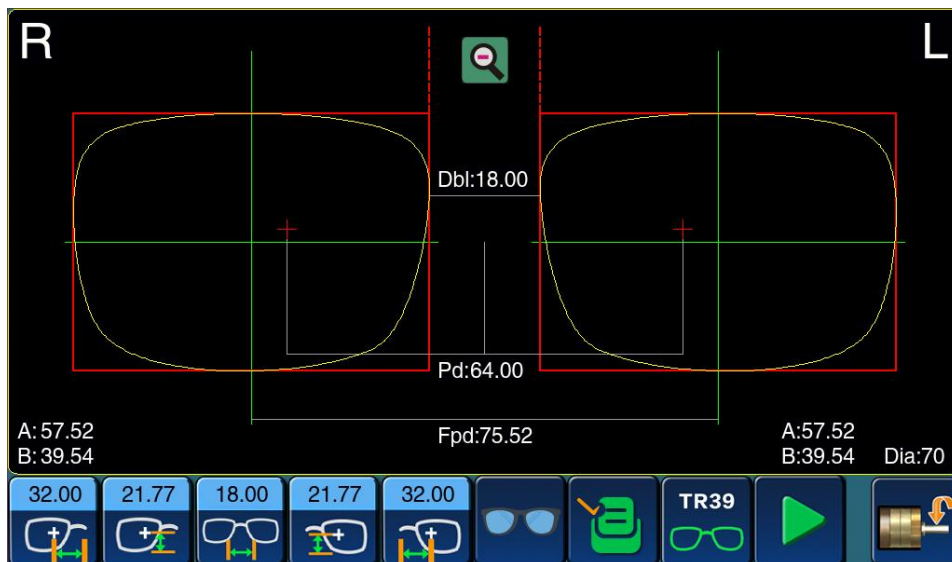 R
L
Dbl:18.00
Pd:64.00
Fpd:75.52
A:57.52
B:39.54
A:57.52
B:39.54
Dia:70
32.00
21.77
18.00
21.77
32.00
TR39